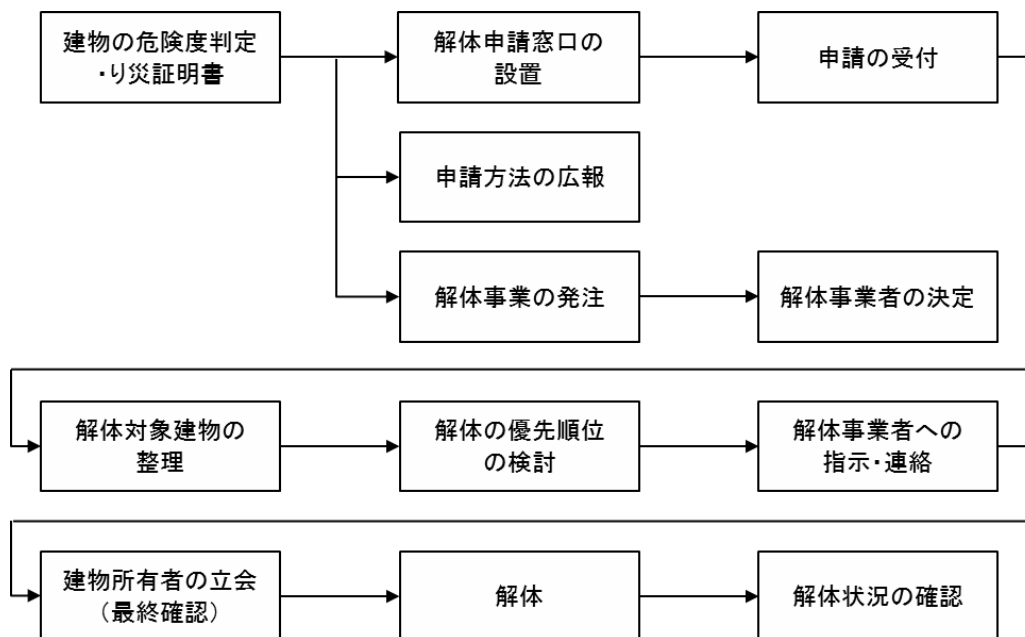 建物の危険度判定
・り災証明書
解体申請窓口の
設置
申請の受付
申請方法の広報
解体事業の発注
解体事業者の決定
解体対象建物の
整理
解体の優先順位
の検討
解体事業者への
指示・連絡
建物所有者の立会
（最終確認）
解体
解体状況の確認